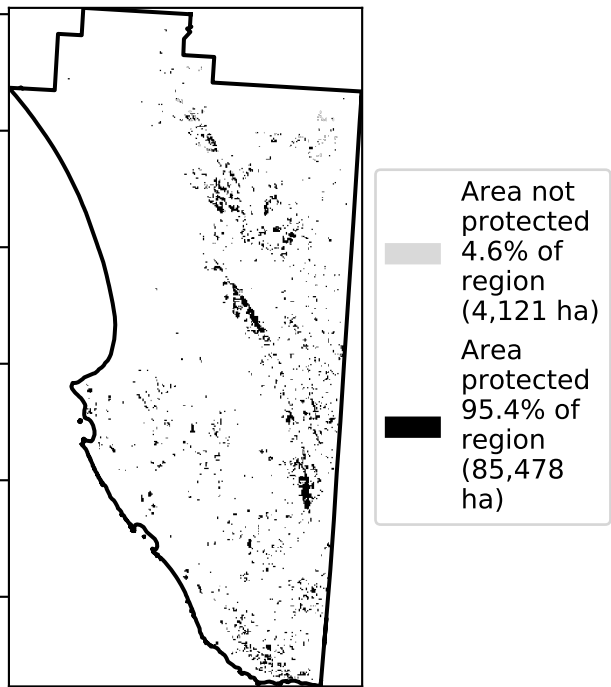 Area not
protected
4.6% of
region
(4,121 ha)
Area
protected
95.4% of
region
(85,478
ha)